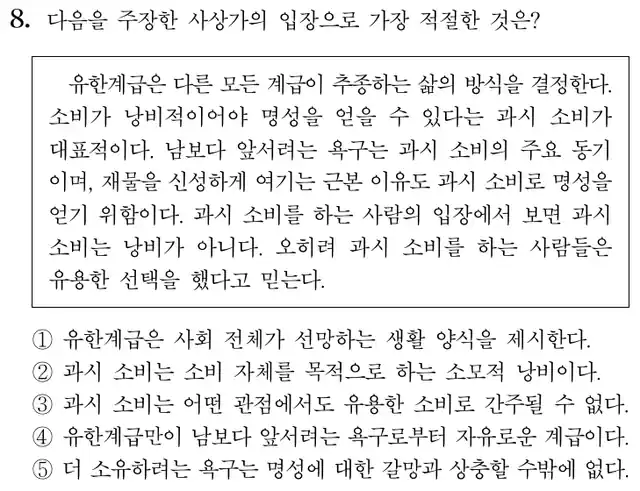 8. 다음을 주장한 사상가의 입장으로 가장 적절한 것은?
유한계급은 다른 모든 계급이 추종하는 삶의 방식을 결정한다.
소비가 낭비적이어야 명성을 얻을 수 있다는 과시 소비가
대표적이다. 남보다 앞서려는 욕구는 과시 소비의 주요 동기
이며, 재물을 신성하게 여기는 근본 이유도 과시 소비로 명성을
얻기 위함이다. 과시 소비를 하는 사람의 입장에서 보면 과시
소비는 낭비가 아니다. 오히려 과시 소비를 하는 사람들은
유용한 선택을 했다고 믿는다.
① 유한계급은 사회 전체가 선망하는 생활 양식을 제시한다.
② 과시 소비는 소비 자체를 목적으로 하는 소모적 낭비이다.
③ 과시 소비는 어떤 관점에서도 유용한 소비로 간주될 수 없다.
④ 유한계급만이 남보다 앞서려는 욕구로부터 자유로운 계급이다.
⑤ 더 소유하려는 욕구는 명성에 대한 갈망과 상충할 수밖에 없다.